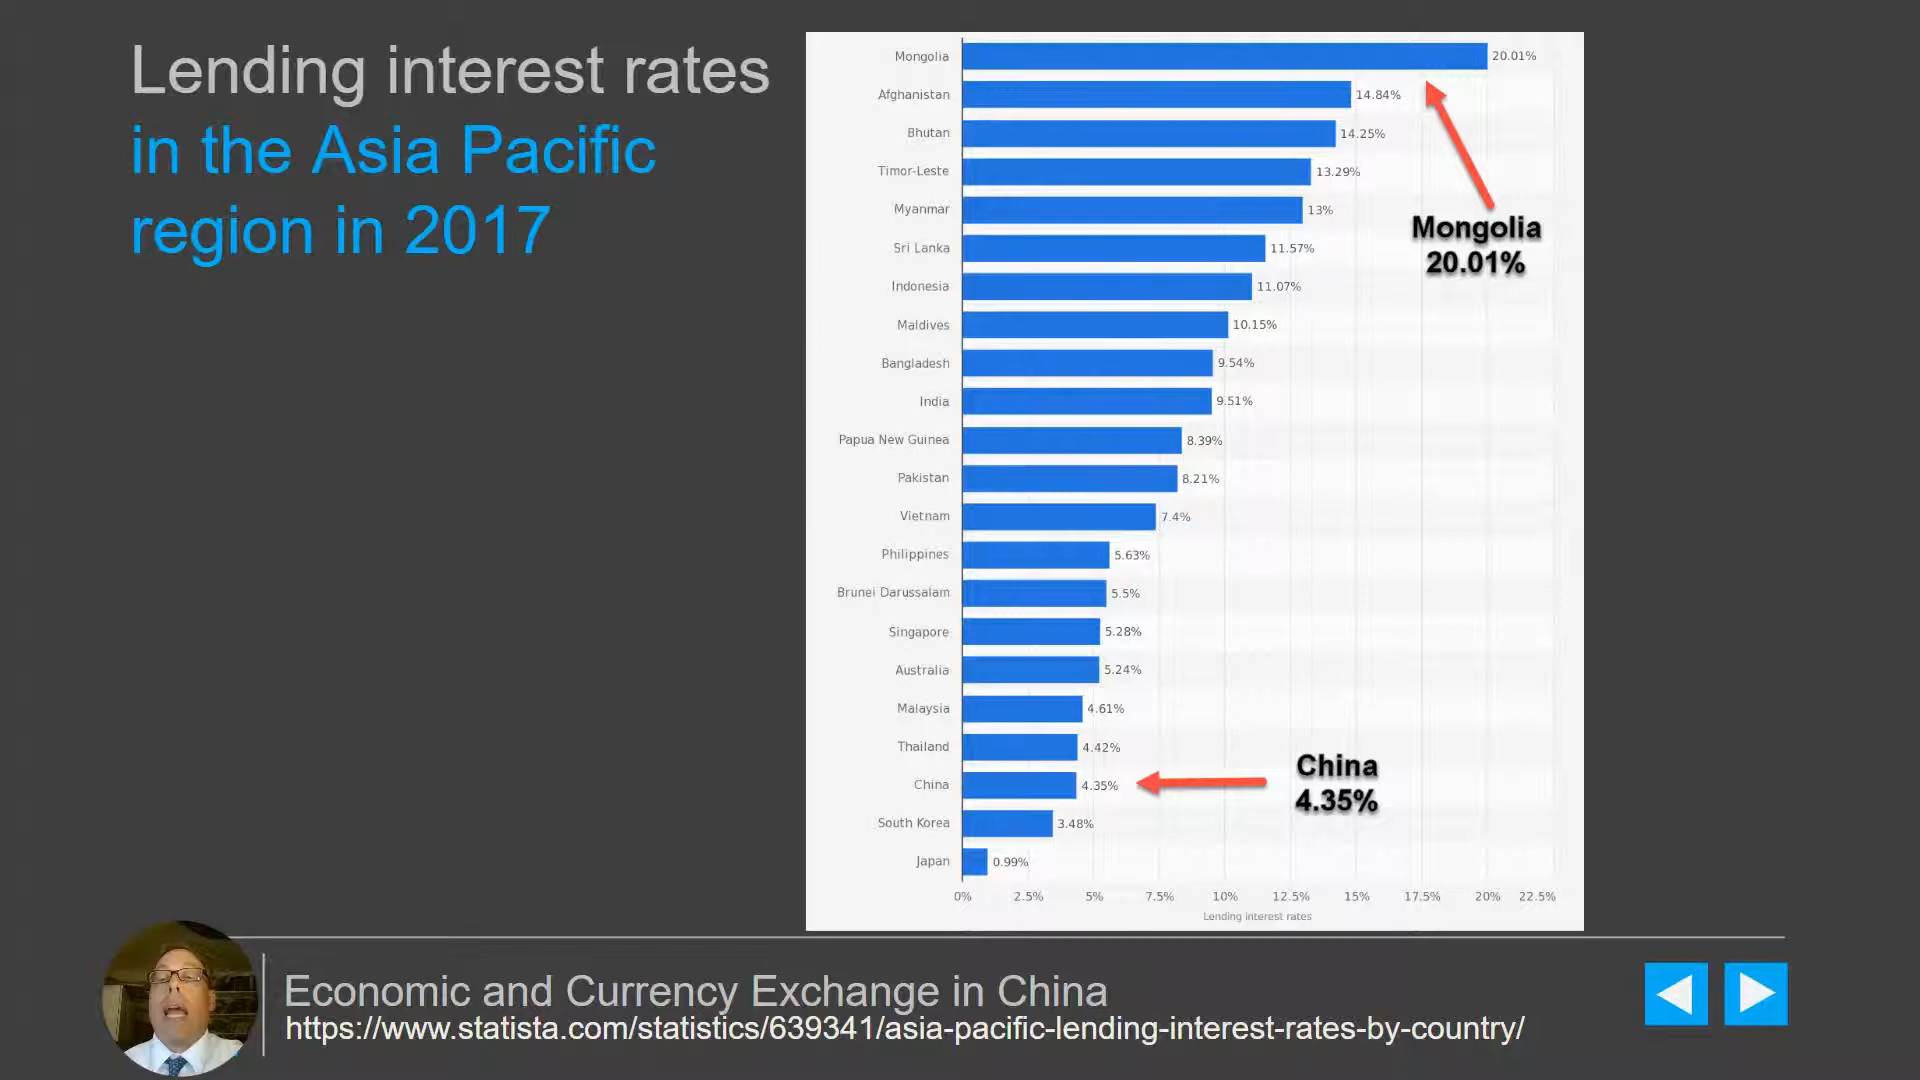 Lending interest rates
in the Asia Pacific
region in 2017
Mongolia 20.01%
Afghanistan 14.84%
Bhutan 14.25%
Timor-Leste 13.29%
Myanmar 13%
Sri Lanka 11.57%
Indonesia 11.07%
Maldives 10.15%
Bangladesh 9.54%
India 9.51%
Papua New Guinea 8.39%
Pakistan 8.21%
Vietnam 7.4%
Philippines 5.63%
Brunei Darussalam 5.5%
Singapore 5.28%
Australia 5.24%
Malaysia 4.61%
Thailand 4.42%
China 4.35%
South Korea 3.48%
Japan 0.99%
0% 2.5% 5% 7.5% 10% 12.5% 15% 17.5% 20% 22.5%
Lending interest rates
Mongolia
20.01%
China
4.35%
Economic and Currency Exchange in China
https://www.statista.com/statistics/639341/asia-pacific-lending-interest-rates-by-country/